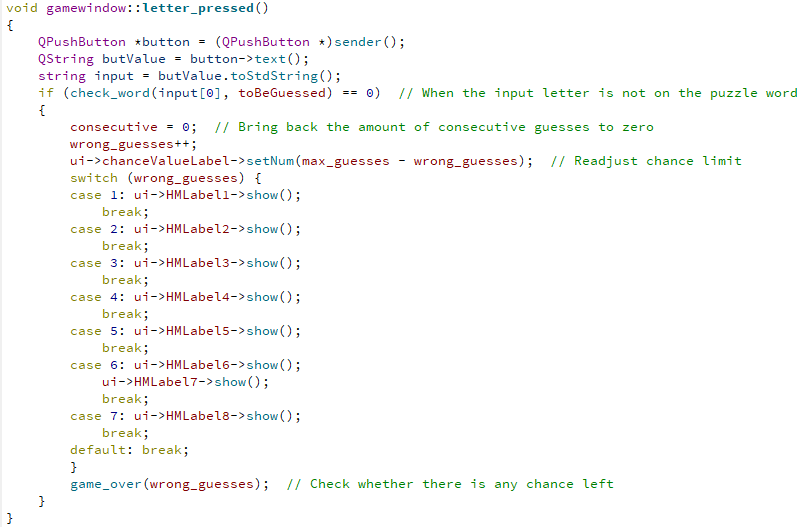 void gamewindow::letter_pressed()
{
    QPushButton *button = (QPushButton *)sender();
    QString butValue = button->text();
    string input = butValue.toStdString();
    if (check_word(input[0], toBeGuessed) == 0)  // When the input letter is not on the puzzle word
    {
        consecutive = 0;  // Bring back the amount of consecutive guesses to zero
        wrong_guesses++;
        ui->chanceValueLabel->setNum(max_guesses - wrong_guesses);  // Readjust chance limit
        switch (wrong_guesses) {
        case 1: ui->HMLabel1->show();
            break;
        case 2: ui->HMLabel2->show();
            break;
        case 3: ui->HMLabel3->show();
            break;
        case 4: ui->HMLabel4->show();
            break;
        case 5: ui->HMLabel5->show();
            break;
        case 6: ui->HMLabel6->show();
            ui->HMLabel7->show();
            break;
        case 7: ui->HMLabel8->show();
            break;
        default: break;
        }
        game_over(wrong_guesses);  // Check whether there is any chance left
    }
}